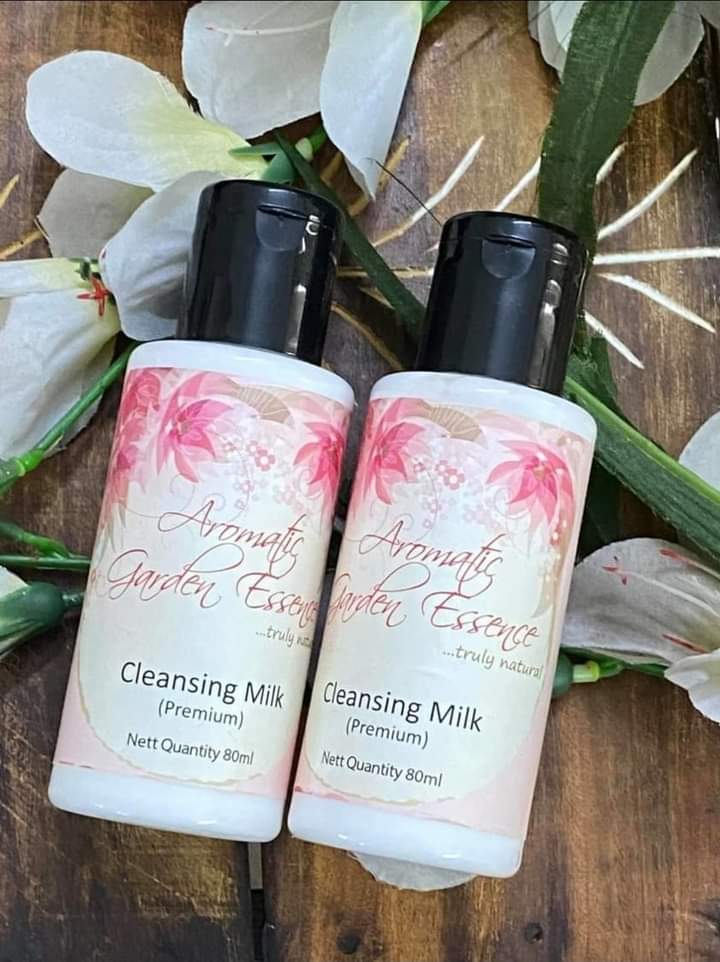 Aromatic
Garden Essence
...truly natural
Cleansing Milk
(Premium)
Nett Quantity 80ml
Aromatic
Garden Essence
...truly natural
Cleansing Milk
(Premium)
Nett Quantity 80ml